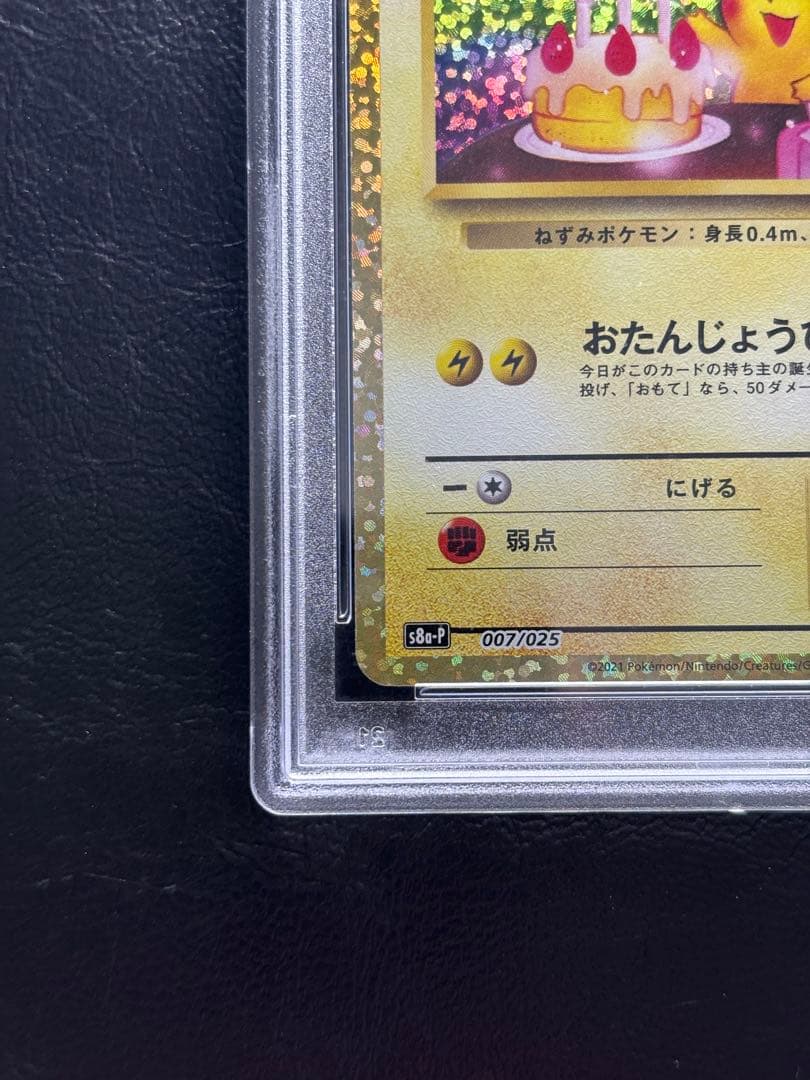 ねずみポケモン：身長0.4m、
おたんじょうび
今日がこのカードの持ち主の誕生
投げ、「おもて」なら、50ダメー
にげる
弱点
s8a-P 007/025
©2021 Pokémon/Nintendo/Creatures/G